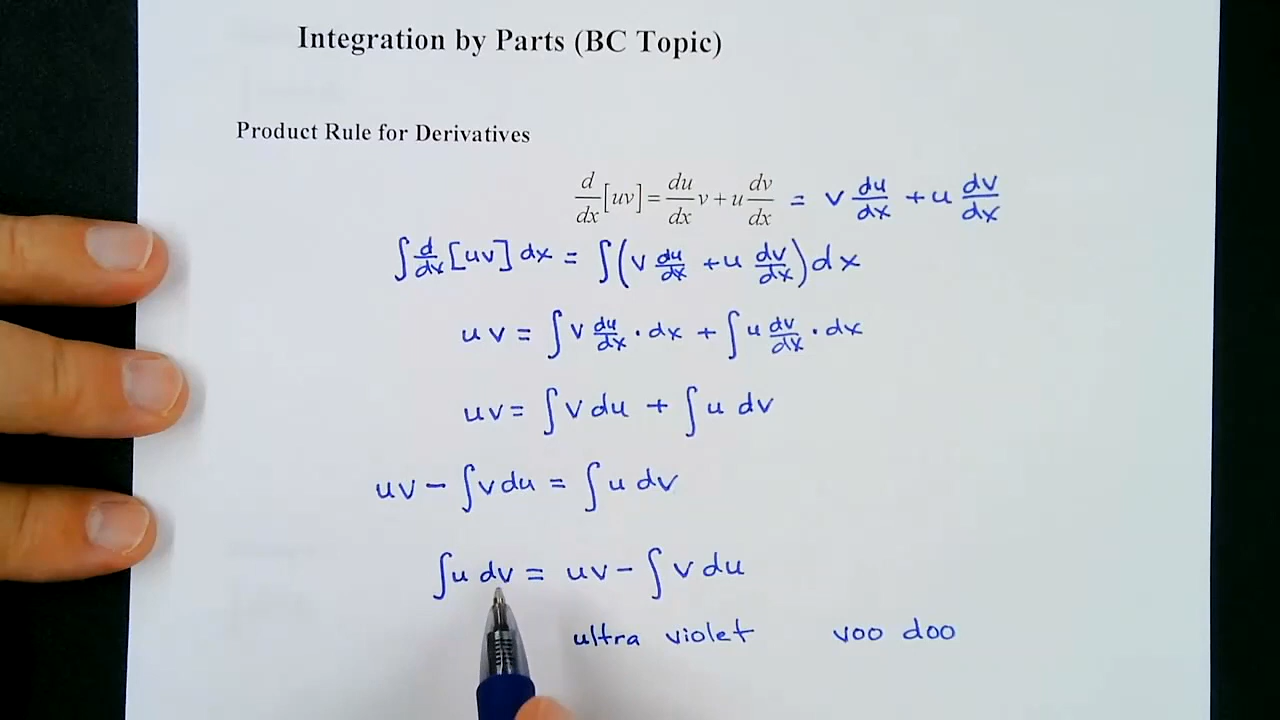 Integration by Parts (BC Topic)
Product Rule for Derivatives
d/dx [uv] = du/dx v + u dv/dx = v du/dx + u dv/dx
∫ d/dx [uv] dx = ∫ (v du/dx + u dv/dx) dx
uv = ∫ v du/dx · dx + ∫ u dv/dx · dx
uv = ∫ v du + ∫ u dv
uv − ∫ v du = ∫ u dv
∫ u dv = uv − ∫ v du
ultra violet voo doo